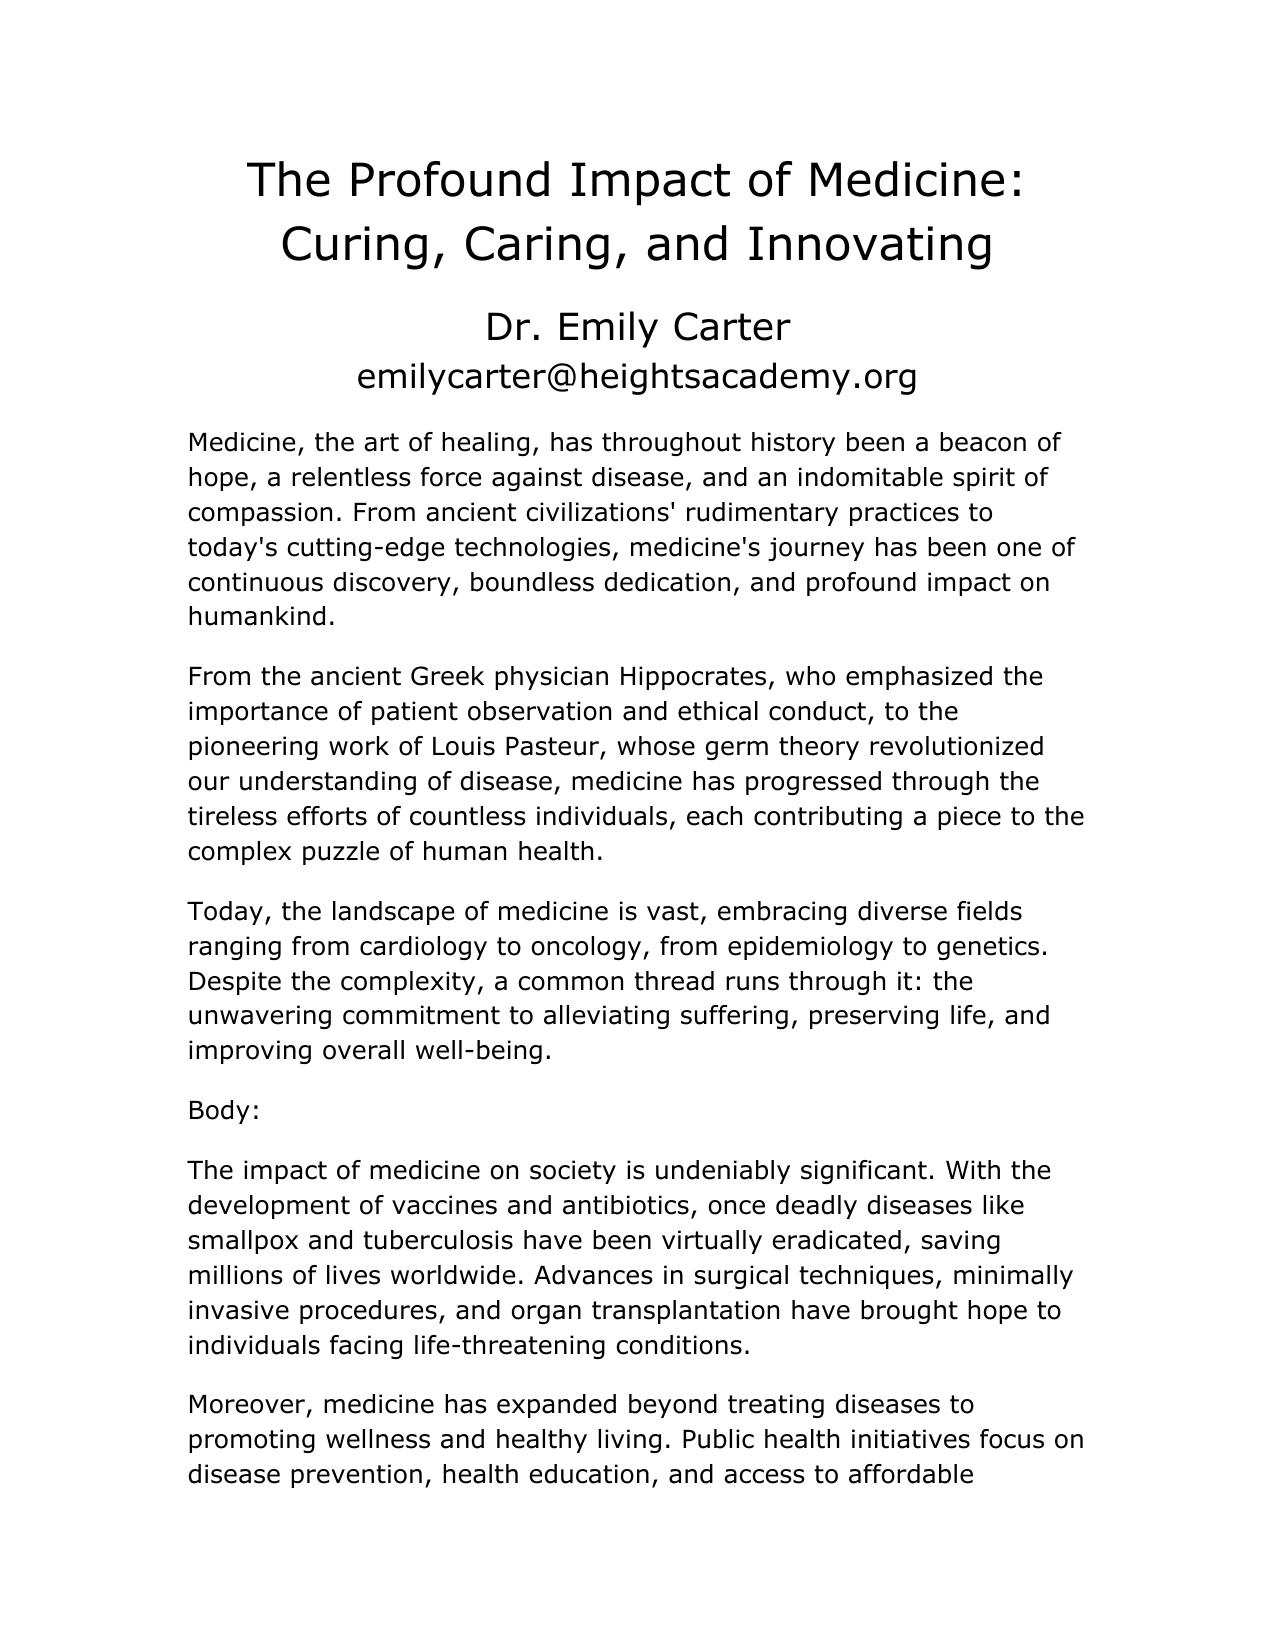 The Profound Impact of Medicine:
Curing, Caring, and Innovating
Dr. Emily Carter
emilycarter@heightsacademy.org
Medicine, the art of healing, has throughout history been a beacon of
hope, a relentless force against disease, and an indomitable spirit of
compassion. From ancient civilizations' rudimentary practices to
today's cutting-edge technologies, medicine's journey has been one of
continuous discovery, boundless dedication, and profound impact on
humankind.
From the ancient Greek physician Hippocrates, who emphasized the
importance of patient observation and ethical conduct, to the
pioneering work of Louis Pasteur, whose germ theory revolutionized
our understanding of disease, medicine has progressed through the
tireless efforts of countless individuals, each contributing a piece to the
complex puzzle of human health.
Today, the landscape of medicine is vast, embracing diverse fields
ranging from cardiology to oncology, from epidemiology to genetics.
Despite the complexity, a common thread runs through it: the
unwavering commitment to alleviating suffering, preserving life, and
improving overall well-being.
Body:
The impact of medicine on society is undeniably significant. With the
development of vaccines and antibiotics, once deadly diseases like
smallpox and tuberculosis have been virtually eradicated, saving
millions of lives worldwide. Advances in surgical techniques, minimally
invasive procedures, and organ transplantation have brought hope to
individuals facing life-threatening conditions.
Moreover, medicine has expanded beyond treating diseases to
promoting wellness and healthy living. Public health initiatives focus on
disease prevention, health education, and access to affordable